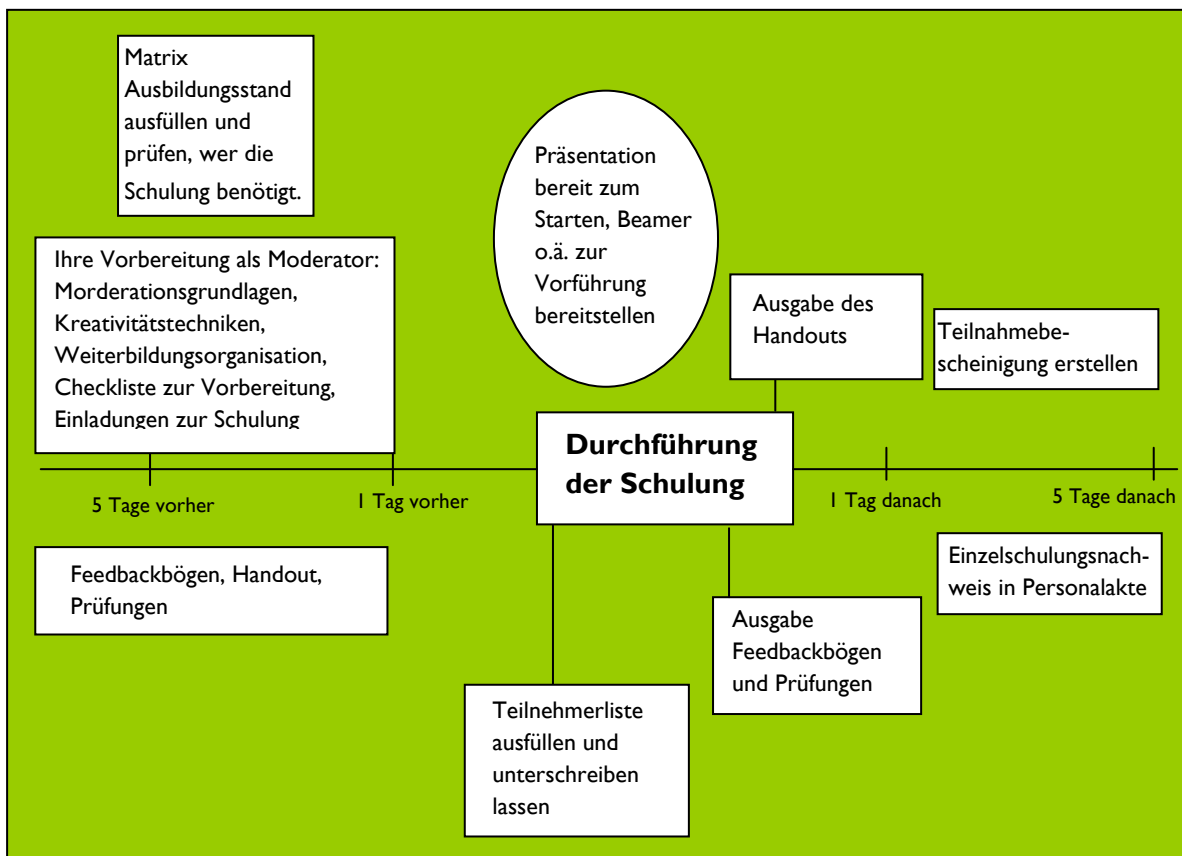 Matrix
Ausbildungsstand
ausfüllen und
prüfen, wer die
Schulung benötigt.
Ihre Vorbereitung als Moderator:
Morderationsgrundlagen,
Kreativitätstechniken,
Weiterbildungsorganisation,
Checkliste zur Vorbereitung,
Einladungen zur Schulung
Präsentation
bereit zum
Starten, Beamer
o.ä. zur
Vorführung
bereitstellen
Ausgabe des
Handouts
Teilnahmebe-
scheinigung erstellen
Durchführung
der Schulung
5 Tage vorher
1 Tag vorher
1 Tag danach
5 Tage danach
Feedbackbögen, Handout,
Prüfungen
Teilnehmerliste
ausfüllen und
unterschreiben
lassen
Ausgabe
Feedbackbögen
und Prüfungen
Einzelschulungsnach-
weis in Personalakte